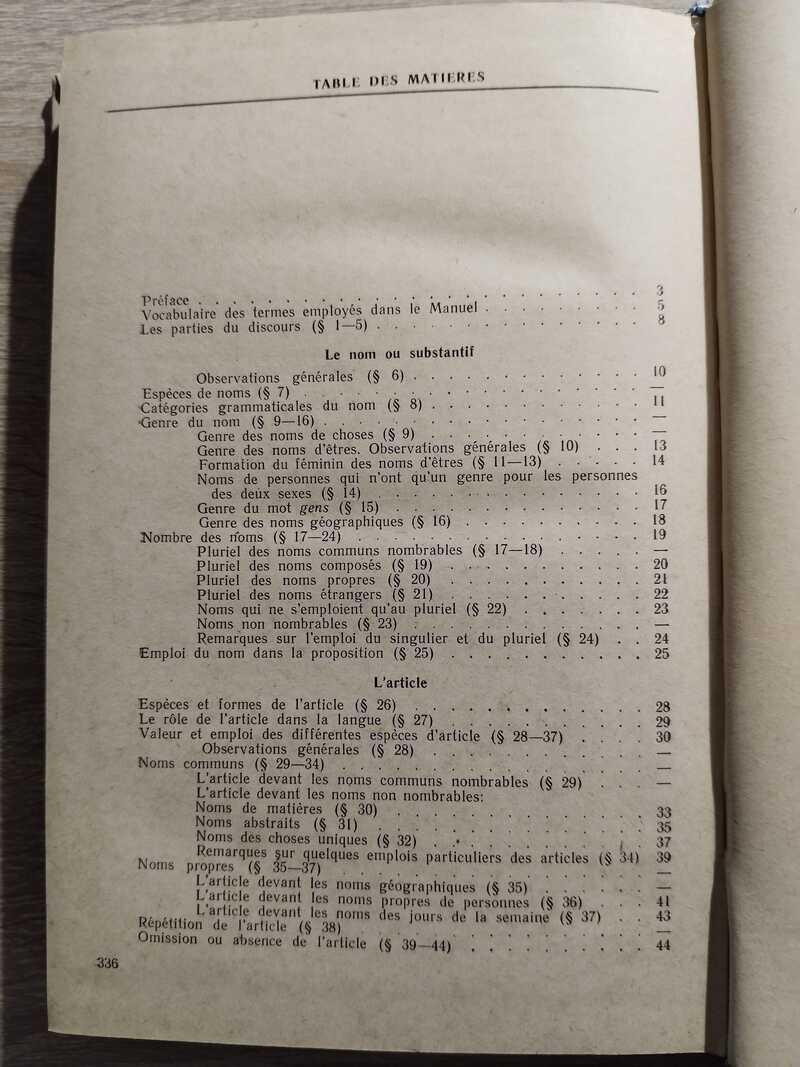 TABLE DES MATIERES
Préface . . . . . . . . . . . . . . . . . . . . . . . . 3
Vocabulaire des termes employés dans le Manuel . . . . . . . . . 5
Les parties du discours (§ 1—5) . . . . . . . . . . . . . . . 8
Le nom ou substantif
Observations générales (§ 6) . . . . . . . . . . . . . 10
Espèces de noms (§ 7) . . . . . . . . . . . . . . . . . . —
Catégories grammaticales du nom (§ 8) . . . . . . . . . . . . 11
Genre du nom (§ 9—16) . . . . . . . . . . . . . . . . . . —
Genre des noms de choses (§ 9) . . . . . . . . . . . . —
Genre des noms d'êtres. Observations générales (§ 10) . . . 13
Formation du féminin des noms d'êtres (§ 11—13) . . . . . 14
Noms de personnes qui n'ont qu'un genre pour les personnes
des deux sexes (§ 14) . . . . . . . . . . . . . . . 16
Genre du mot gens (§ 15) . . . . . . . . . . . . . . 17
Genre des noms géographiques (§ 16) . . . . . . . . . . 18
Nombre des noms (§ 17—24) . . . . . . . . . . . . . . . . 19
Pluriel des noms communs nombrables (§ 17—18) . . . . . —
Pluriel des noms composés (§ 19) . . . . . . . . . . . 20
Pluriel des noms propres (§ 20) . . . . . . . . . . . 21
Pluriel des noms étrangers (§ 21) . . . . . . . . . . . 22
Noms qui ne s'emploient qu'au pluriel (§ 22) . . . . . . . 23
Noms non nombrables (§ 23) . . . . . . . . . . . . . —
Remarques sur l'emploi du singulier et du pluriel (§ 24) . . 24
Emploi du nom dans la proposition (§ 25) . . . . . . . . . . . 25
L'article
Espèces et formes de l'article (§ 26) . . . . . . . . . . . . . 28
Le rôle de l'article dans la langue (§ 27) . . . . . . . . . . . 29
Valeur et emploi des différentes espèces d'article (§ 28—37) . . . . 30
Observations générales (§ 28) . . . . . . . . . . . . —
Noms communs (§ 29—34) . . . . . . . . . . . . . . . . . —
L'article devant les noms communs nombrables (§ 29) . . . —
L'article devant les noms non nombrables:
Noms de matières (§ 30) . . . . . . . . . . . . . . 33
Noms abstraits (§ 31) . . . . . . . . . . . . . . . 35
Noms des choses uniques (§ 32) . . . . . . . . . . . . 37
Remarques sur quelques emplois particuliers des articles (§ 34) 39
Noms propres (§ 35—37) . . . . . . . . . . . . . . . . . —
L'article devant les noms géographiques (§ 35) . . . . . . —
L'article devant les noms propres de personnes (§ 36) . . . 41
L'article devant les noms des jours de la semaine (§ 37) . . 43
Répétition de l'article (§ 38) . . . . . . . . . . . . . . . . —
Omission ou absence de l'article (§ 39—44) . . . . . . . . . . 44
336